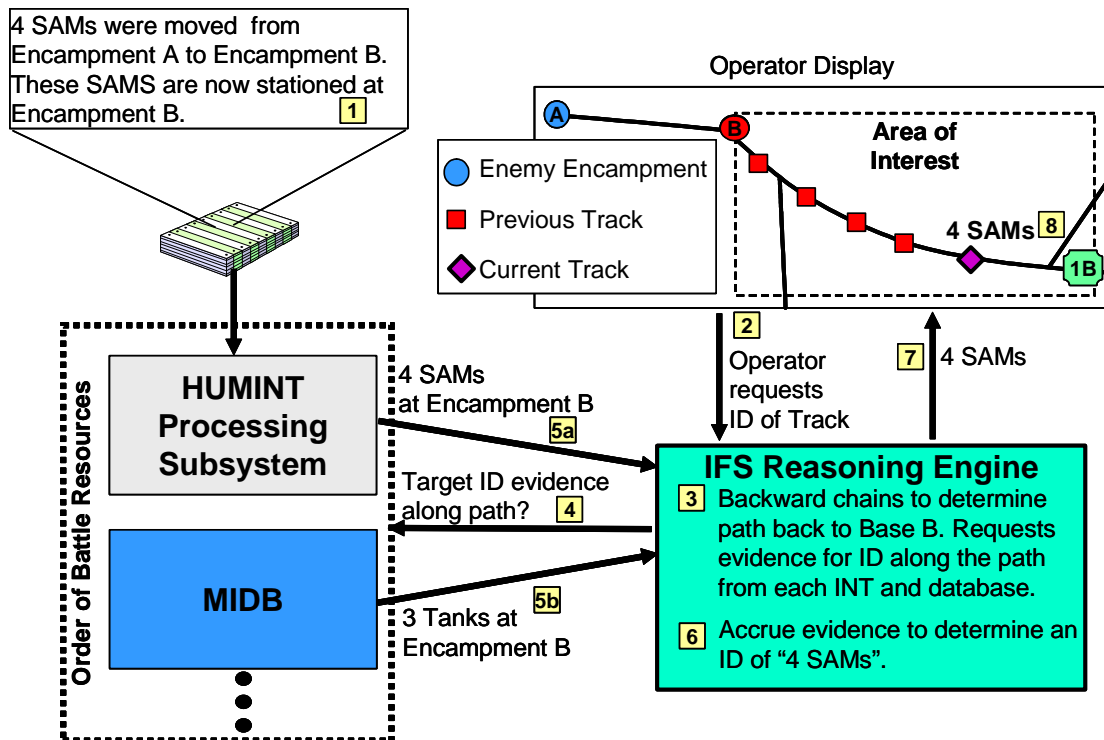 4 SAMs were moved from
Encampment A to Encampment B.
These SAMS are now stationed at
Encampment B.
1
Operator Display
A
B
Area of
Interest
Enemy Encampment
Previous Track
Current Track
4 SAMs
8
1B
2
Operator
requests
ID of Track
7
4 SAMs
Order of Battle Resources
HUMINT
Processing
Subsystem
4 SAMs
at Encampment B
5a
Target ID evidence
along path?
4
MIDB
5b
3 Tanks at
Encampment B
IFS Reasoning Engine
3
Backward chains to determine
path back to Base B. Requests
evidence for ID along the path
from each INT and database.
6
Accrue evidence to determine an
ID of “4 SAMs”.